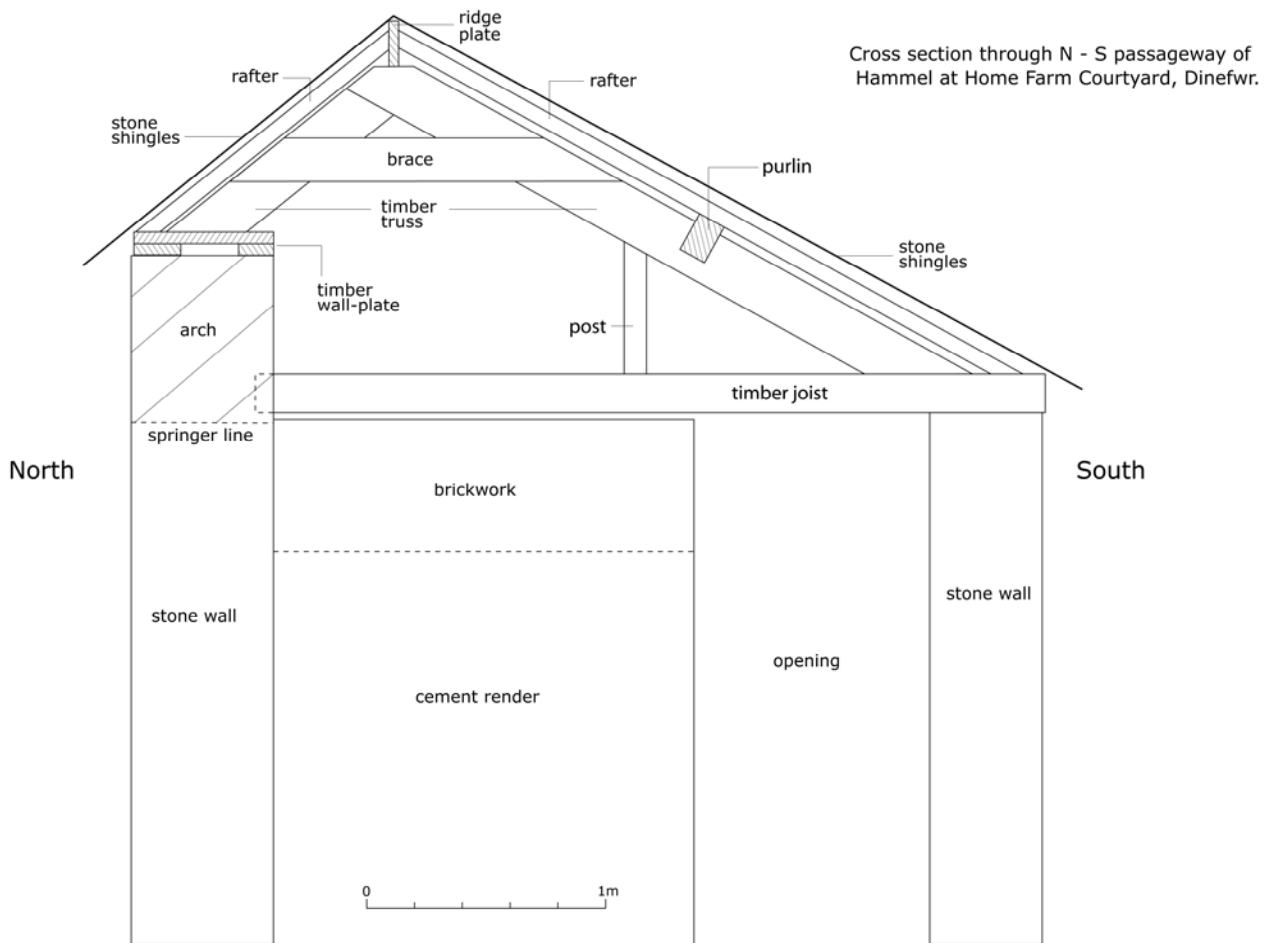 ridge
plate
Cross section through N - S passageway of
Hammel at Home Farm Courtyard, Dinefwr.
rafter
rafter
stone
shingles
brace
purlin
timber
truss
stone
shingles
timber
wall-plate
arch
post
timber joist
springer line
North
South
brickwork
stone wall
stone wall
opening
cement render
0
1m